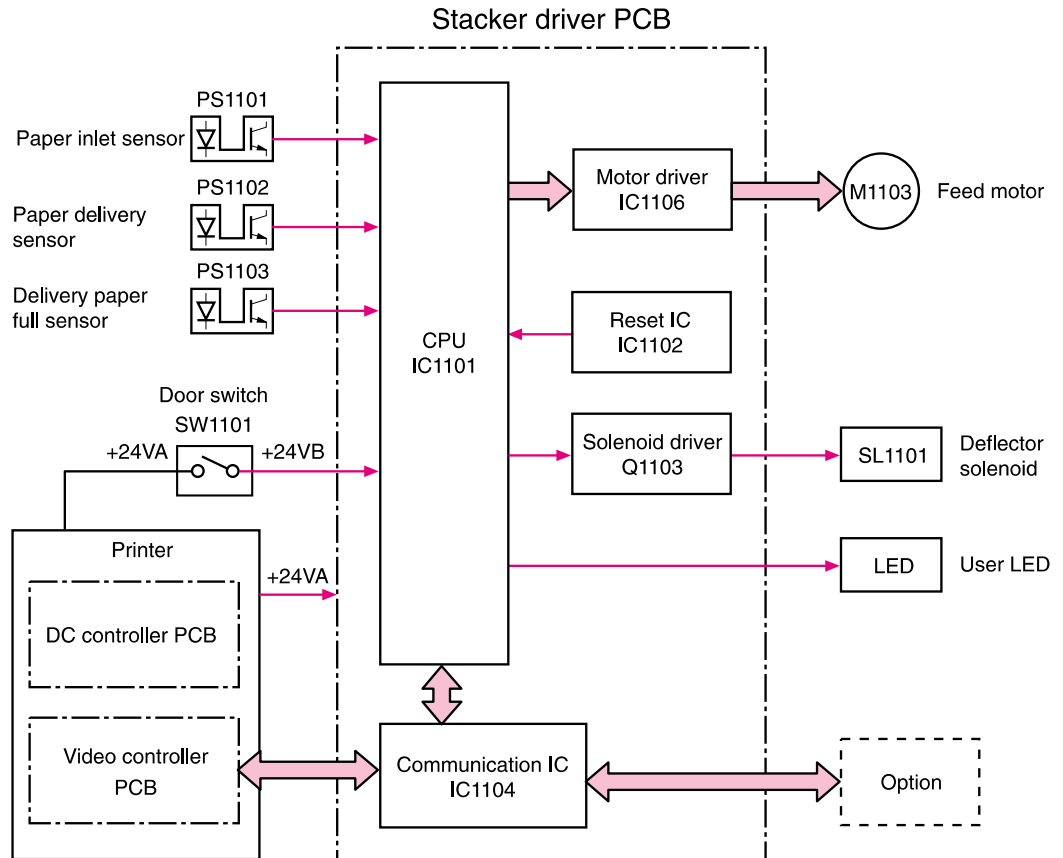 Stacker driver PCB
PS1101
Paper inlet sensor
PS1102
Paper delivery
sensor
PS1103
Delivery paper
full sensor
CPU
IC1101
Motor driver
IC1106
M1103
Feed motor
Reset IC
IC1102
Door switch
SW1101
+24VA
+24VB
Solenoid driver
Q1103
SL1101
Deflector
solenoid
LED
User LED
Printer
+24VA
DC controller PCB
Video controller
PCB
Communication IC
IC1104
Option